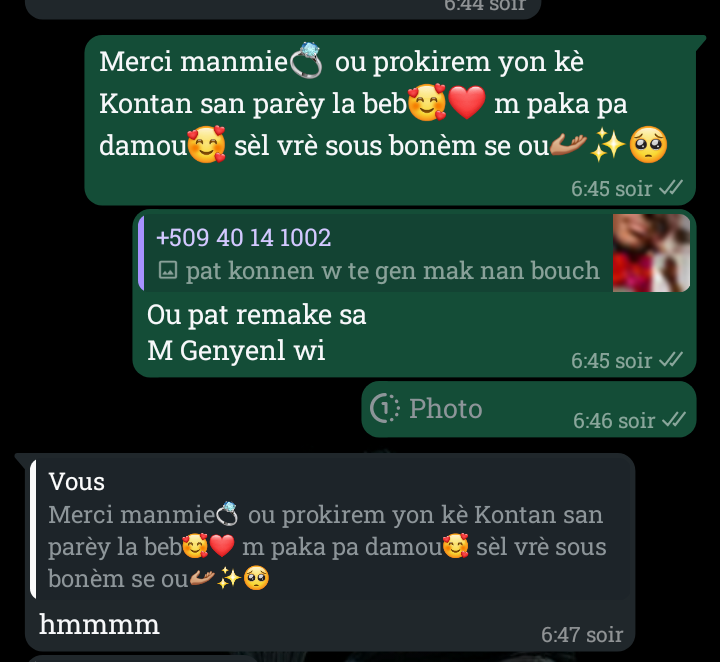 6:44 soir
Merci manmie💍 ou prokirem yon kè
Kontan san parèy la beb🥰❤️ m paka pa
damou🥰 sèl vrè sous bonèm se ou🫴🏽✨🥺
6:45 soir
+509 40 14 1002
pat konnen w te gen mak nan bouch
Ou pat remake sa
M Genyenl wi
6:45 soir
1 Photo
6:46 soir
Vous
Merci manmie💍 ou prokirem yon kè Kontan san
parèy la beb🥰❤️ m paka pa damou🥰 sèl vrè sous
bonèm se ou🫴🏽✨🥺
hmmmm
6:47 soir